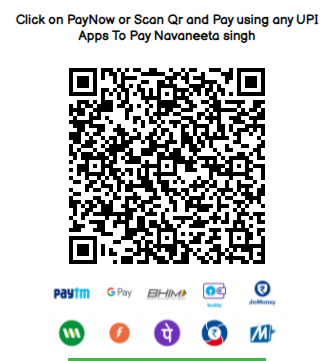 Click on PayNow or Scan Qr and Pay using any UPI
Apps To Pay Navaneeta singh
paytm G Pay BHIM buddy JioMoney